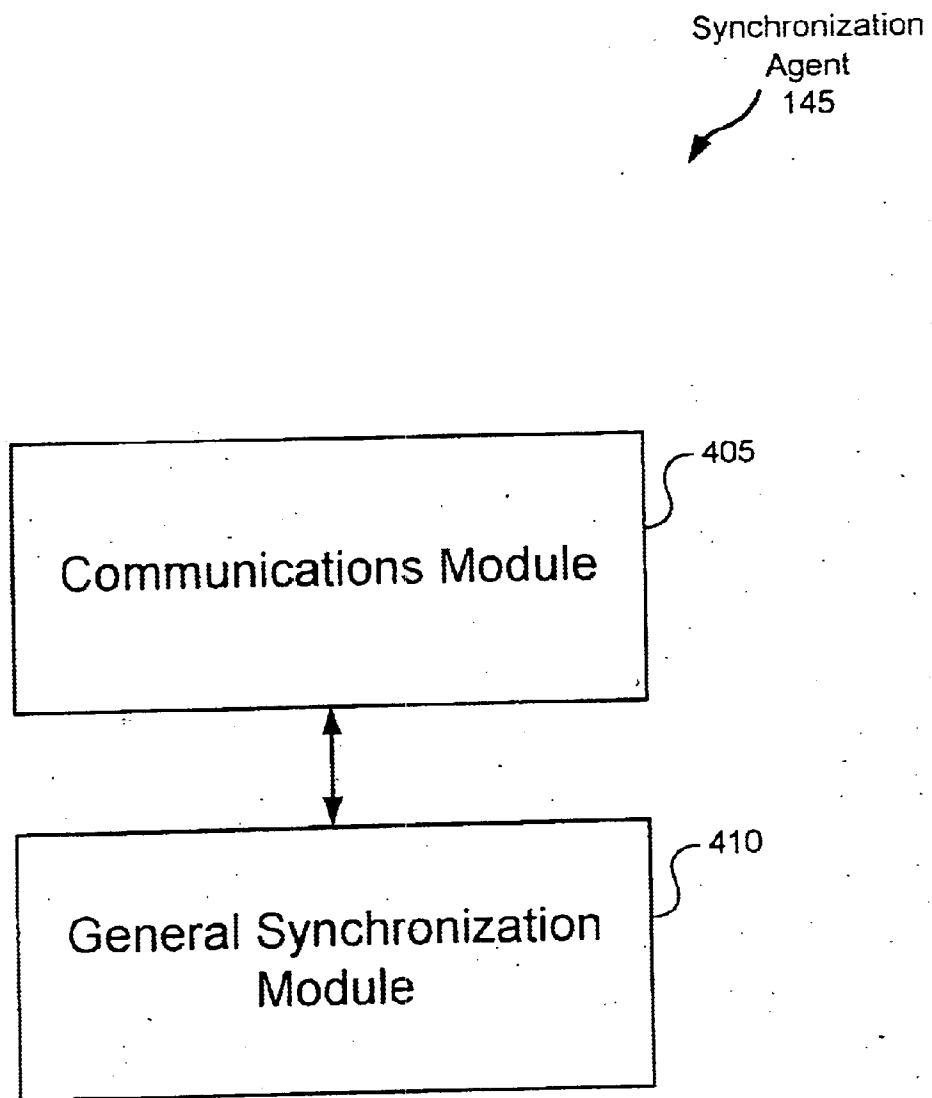 Synchronization
Agent
145
405
Communications Module
410
General Synchronization
Module